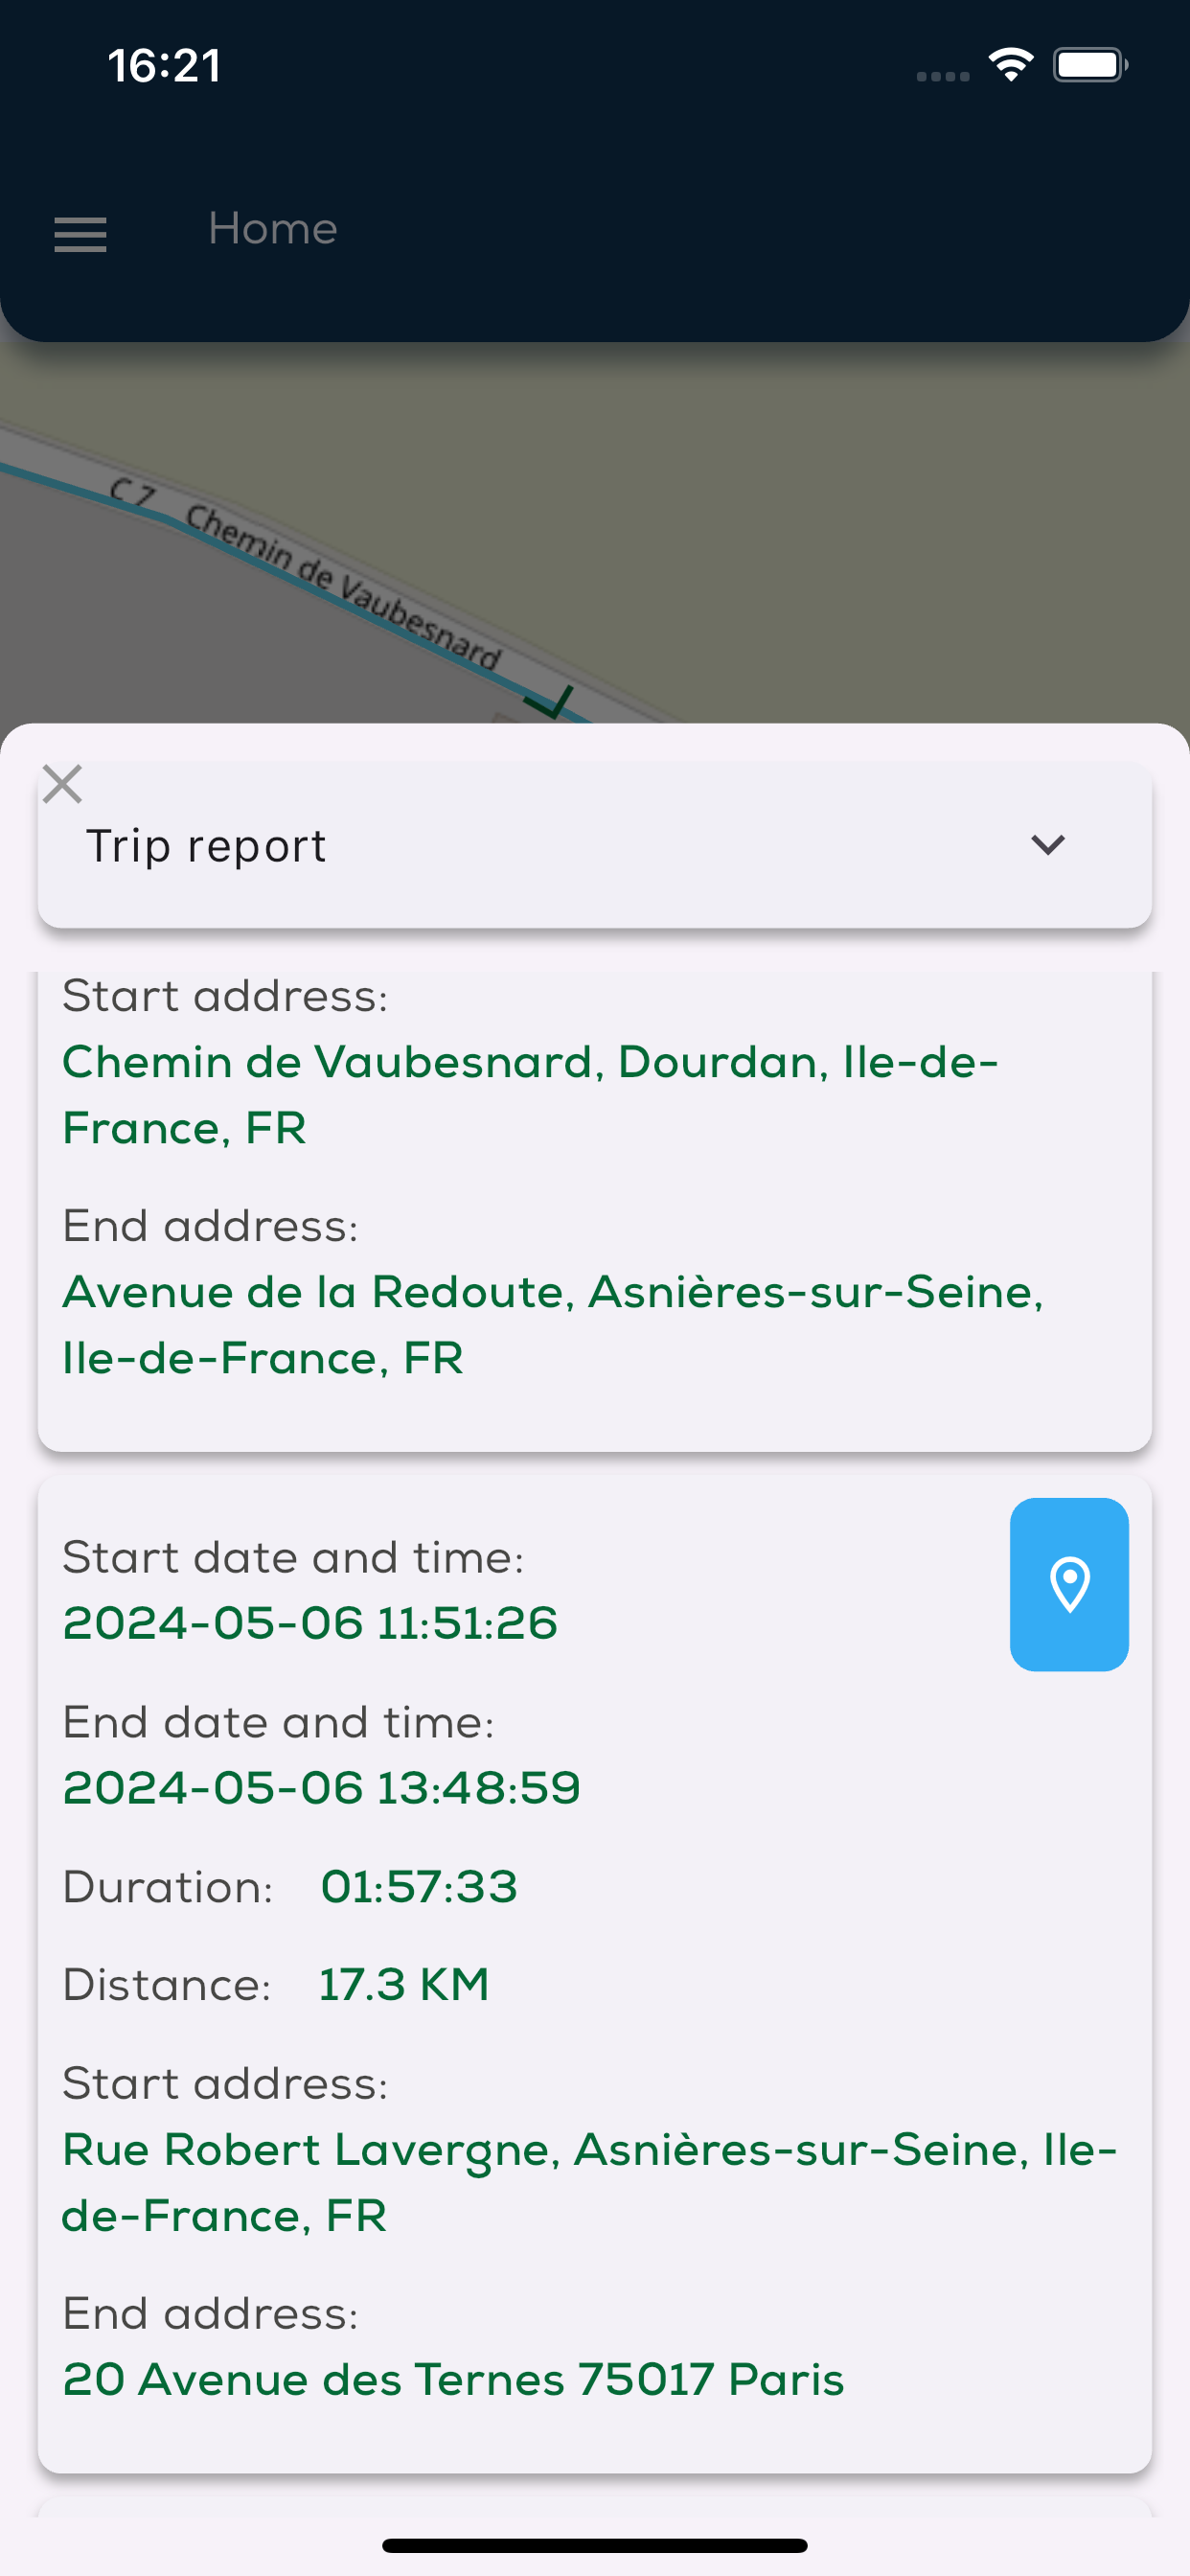 16:21
Home
C 7 Chemin de Vaubesnard
Trip report
Start address:
Chemin de Vaubesnard, Dourdan, Ile-de-
France, FR
End address:
Avenue de la Redoute, Asnières-sur-Seine,
Ile-de-France, FR
Start date and time:
2024-05-06 11:51:26
End date and time:
2024-05-06 13:48:59
Duration: 01:57:33
Distance: 17.3 KM
Start address:
Rue Robert Lavergne, Asnières-sur-Seine, Ile-
de-France, FR
End address:
20 Avenue des Ternes 75017 Paris